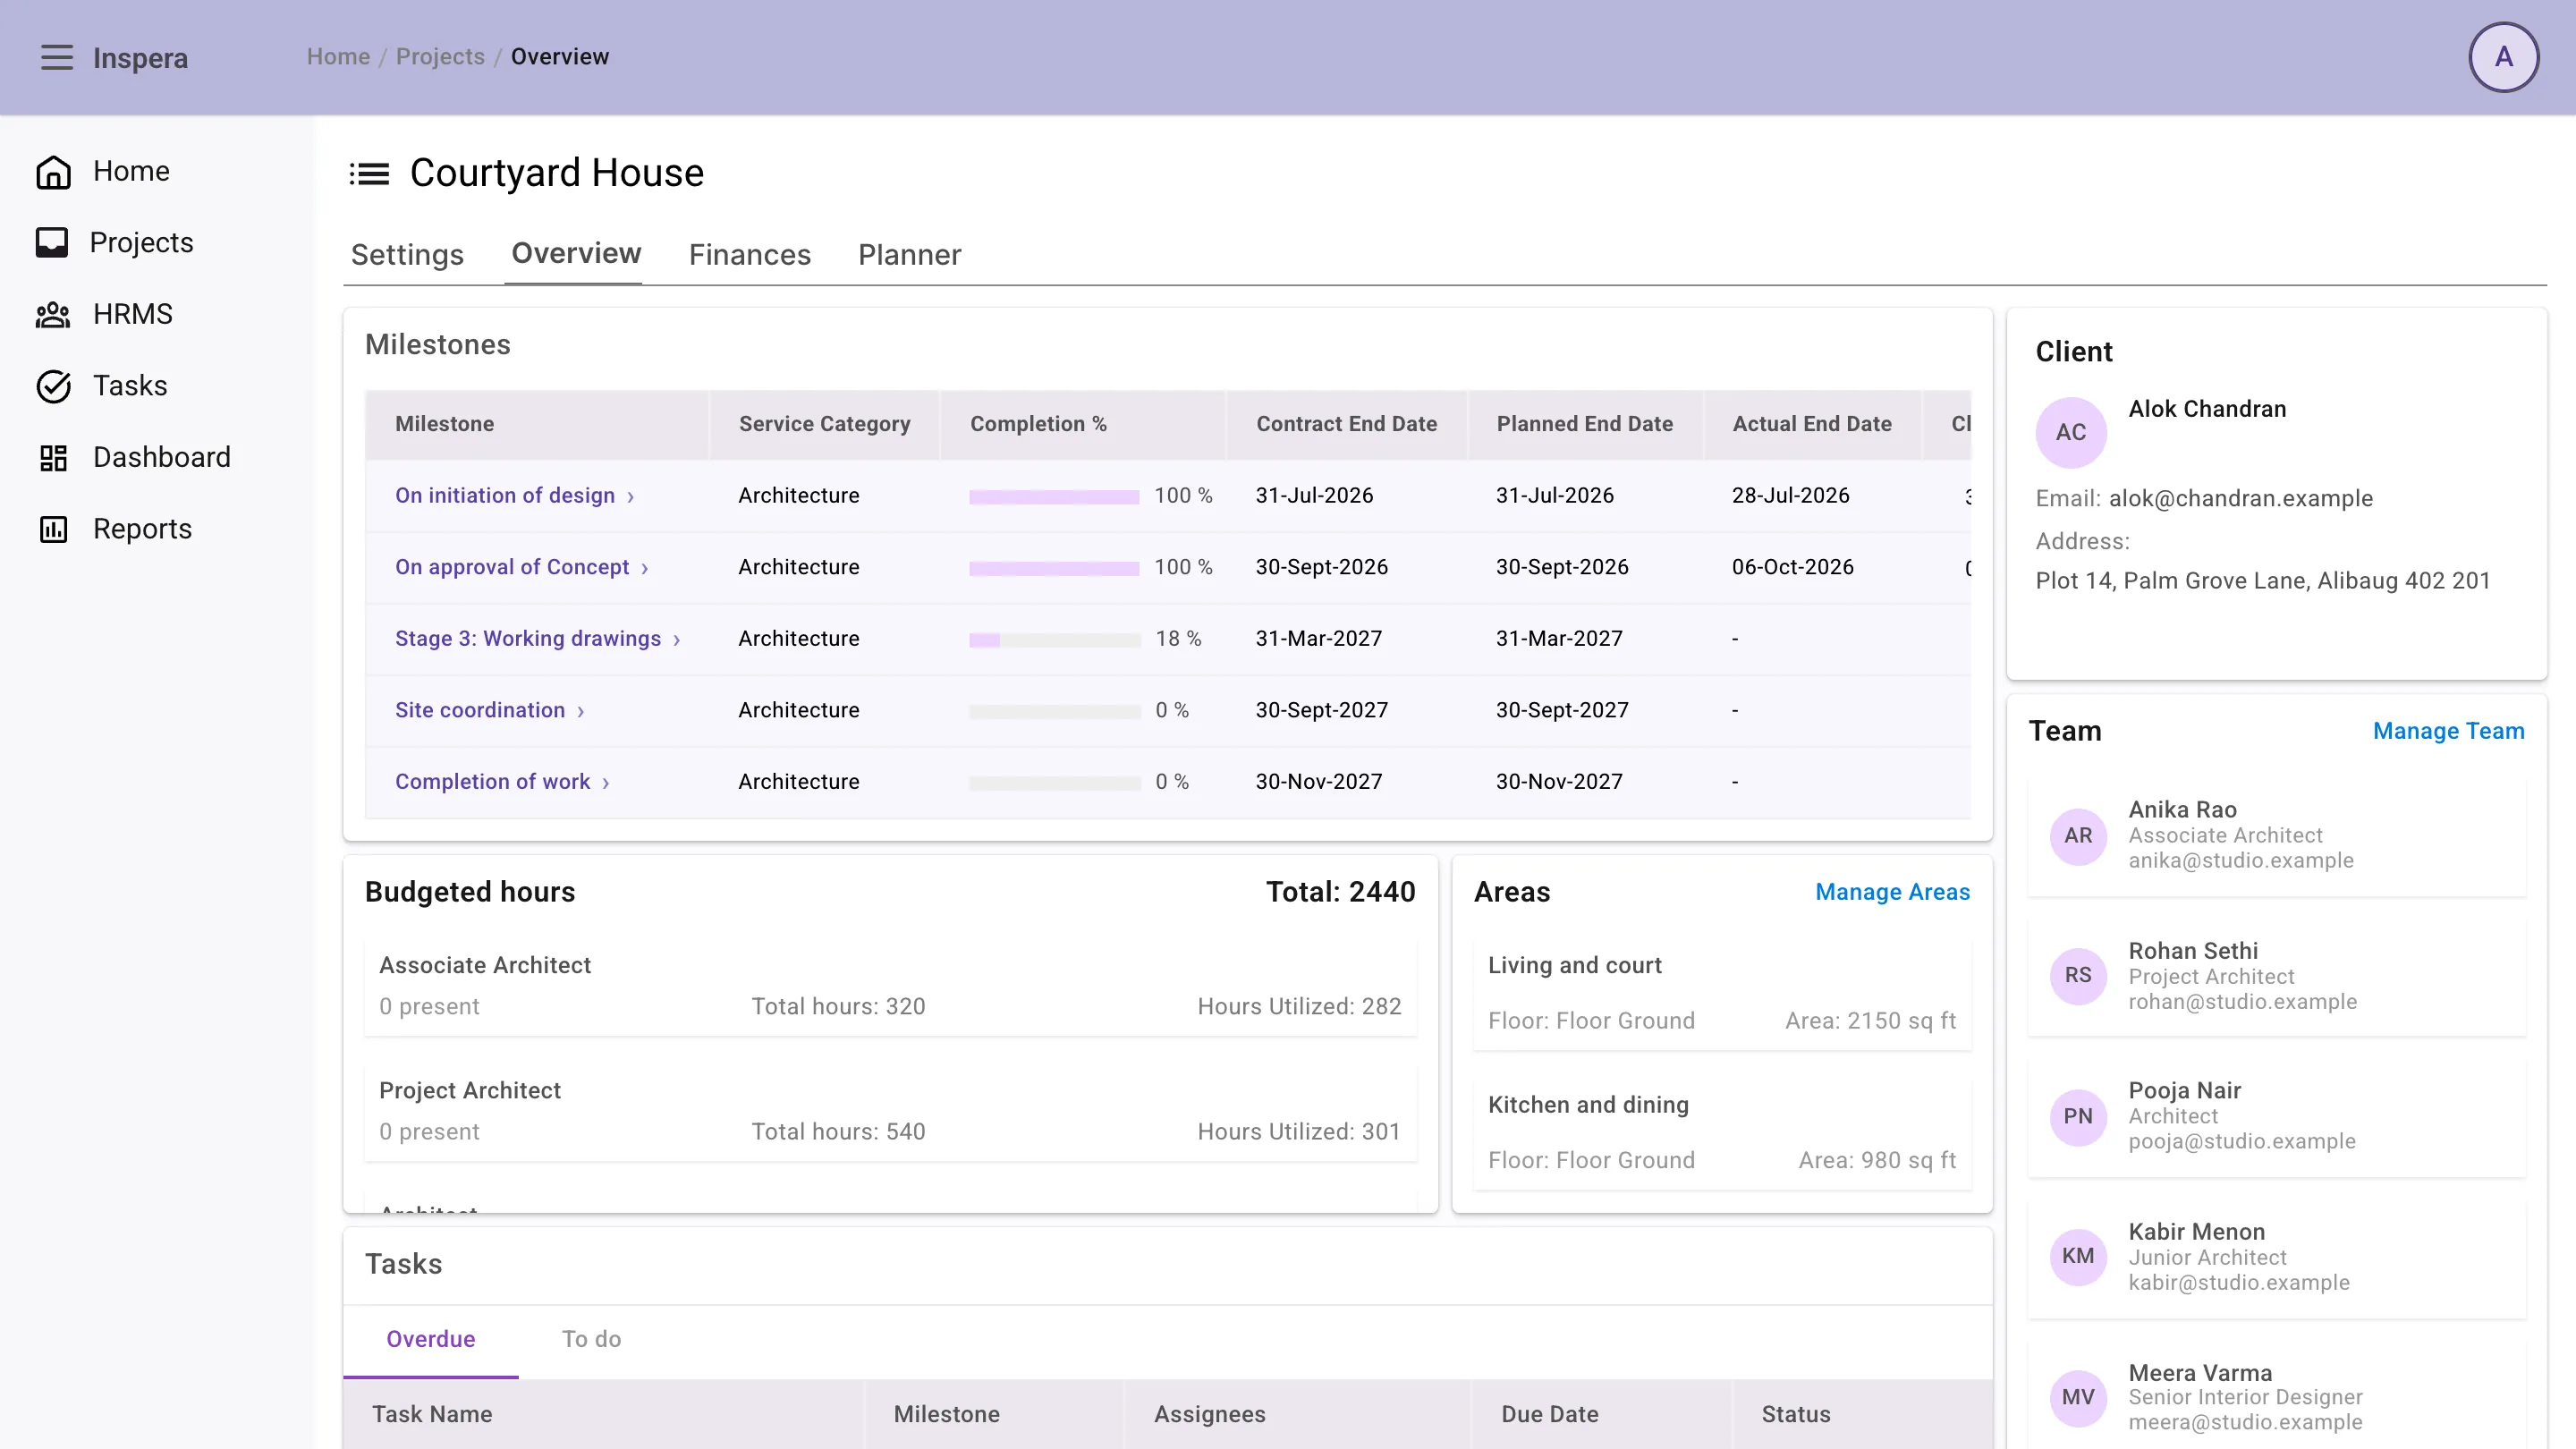 Inspera
Home / Projects / Overview
A
Home
Projects
HRMS
Tasks
Dashboard
Reports
Courtyard House
Settings Overview Finances Planner
Milestones
Milestone Service Category Completion % Contract End Date Planned End Date Actual End Date
On initiation of design › Architecture 100 % 31-Jul-2026 31-Jul-2026 28-Jul-2026
On approval of Concept › Architecture 100 % 30-Sept-2026 30-Sept-2026 06-Oct-2026
Stage 3: Working drawings › Architecture 18 % 31-Mar-2027 31-Mar-2027 -
Site coordination › Architecture 0 % 30-Sept-2027 30-Sept-2027 -
Completion of work › Architecture 0 % 30-Nov-2027 30-Nov-2027 -
Budgeted hours Total: 2440
Associate Architect
0 present Total hours: 320 Hours Utilized: 282
Project Architect
0 present Total hours: 540 Hours Utilized: 301
Areas Manage Areas
Living and court
Floor: Floor Ground Area: 2150 sq ft
Kitchen and dining
Floor: Floor Ground Area: 980 sq ft
Tasks
Overdue To do
Task Name Milestone Assignees Due Date Status
Client
AC Alok Chandran
Email: alok@chandran.example
Address:
Plot 14, Palm Grove Lane, Alibaug 402 201
Team Manage Team
AR
Anika Rao
Associate Architect
anika@studio.example
RS
Rohan Sethi
Project Architect
rohan@studio.example
PN
Pooja Nair
Architect
pooja@studio.example
KM
Kabir Menon
Junior Architect
kabir@studio.example
MV
Meera Varma
Senior Interior Designer
meera@studio.example